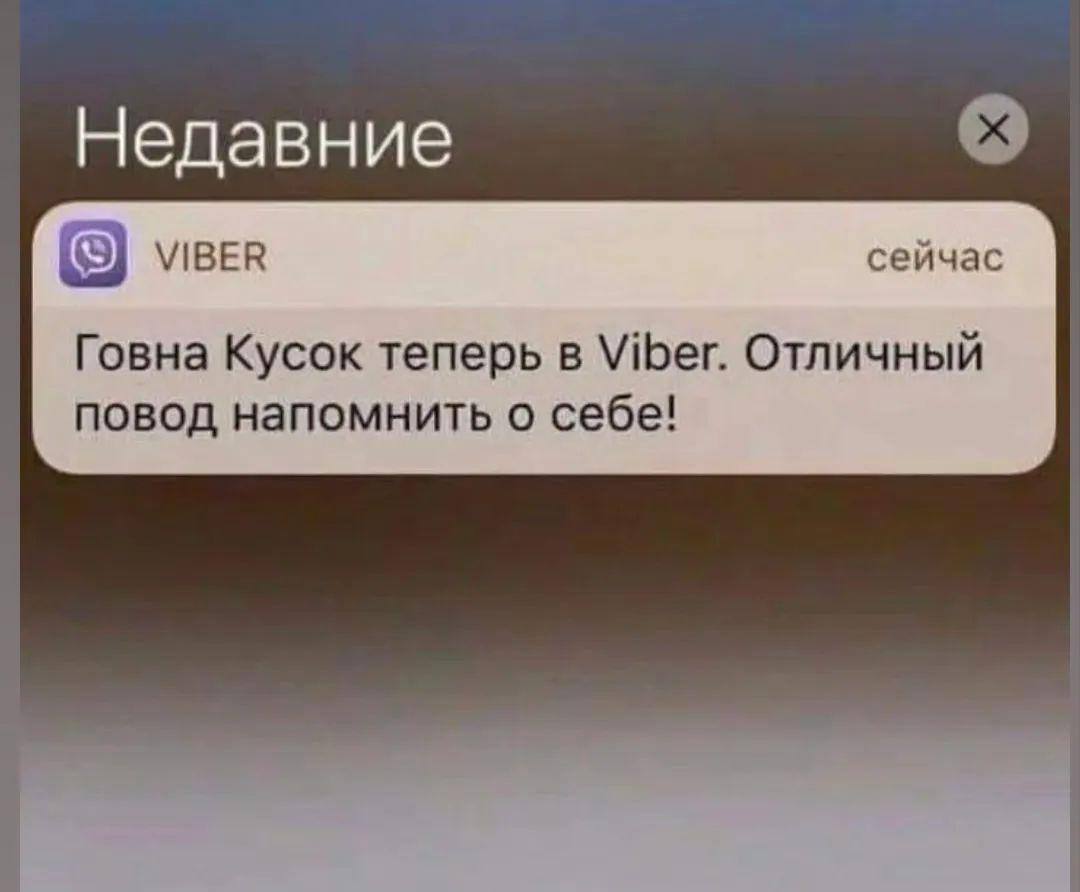 Недавние
VIBER
сейчас
Говна Кусок теперь в Viber. Отличный
повод напомнить о себе!